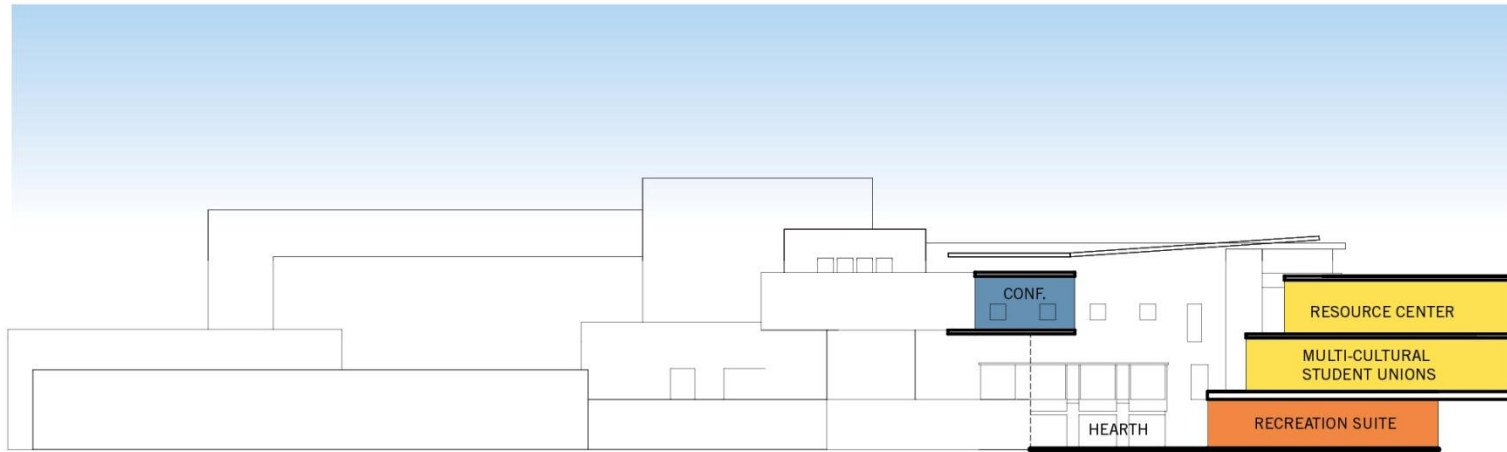 CONF.
RESOURCE CENTER
MULTI-CULTURAL
STUDENT UNIONS
HEARTH
RECREATION SUITE